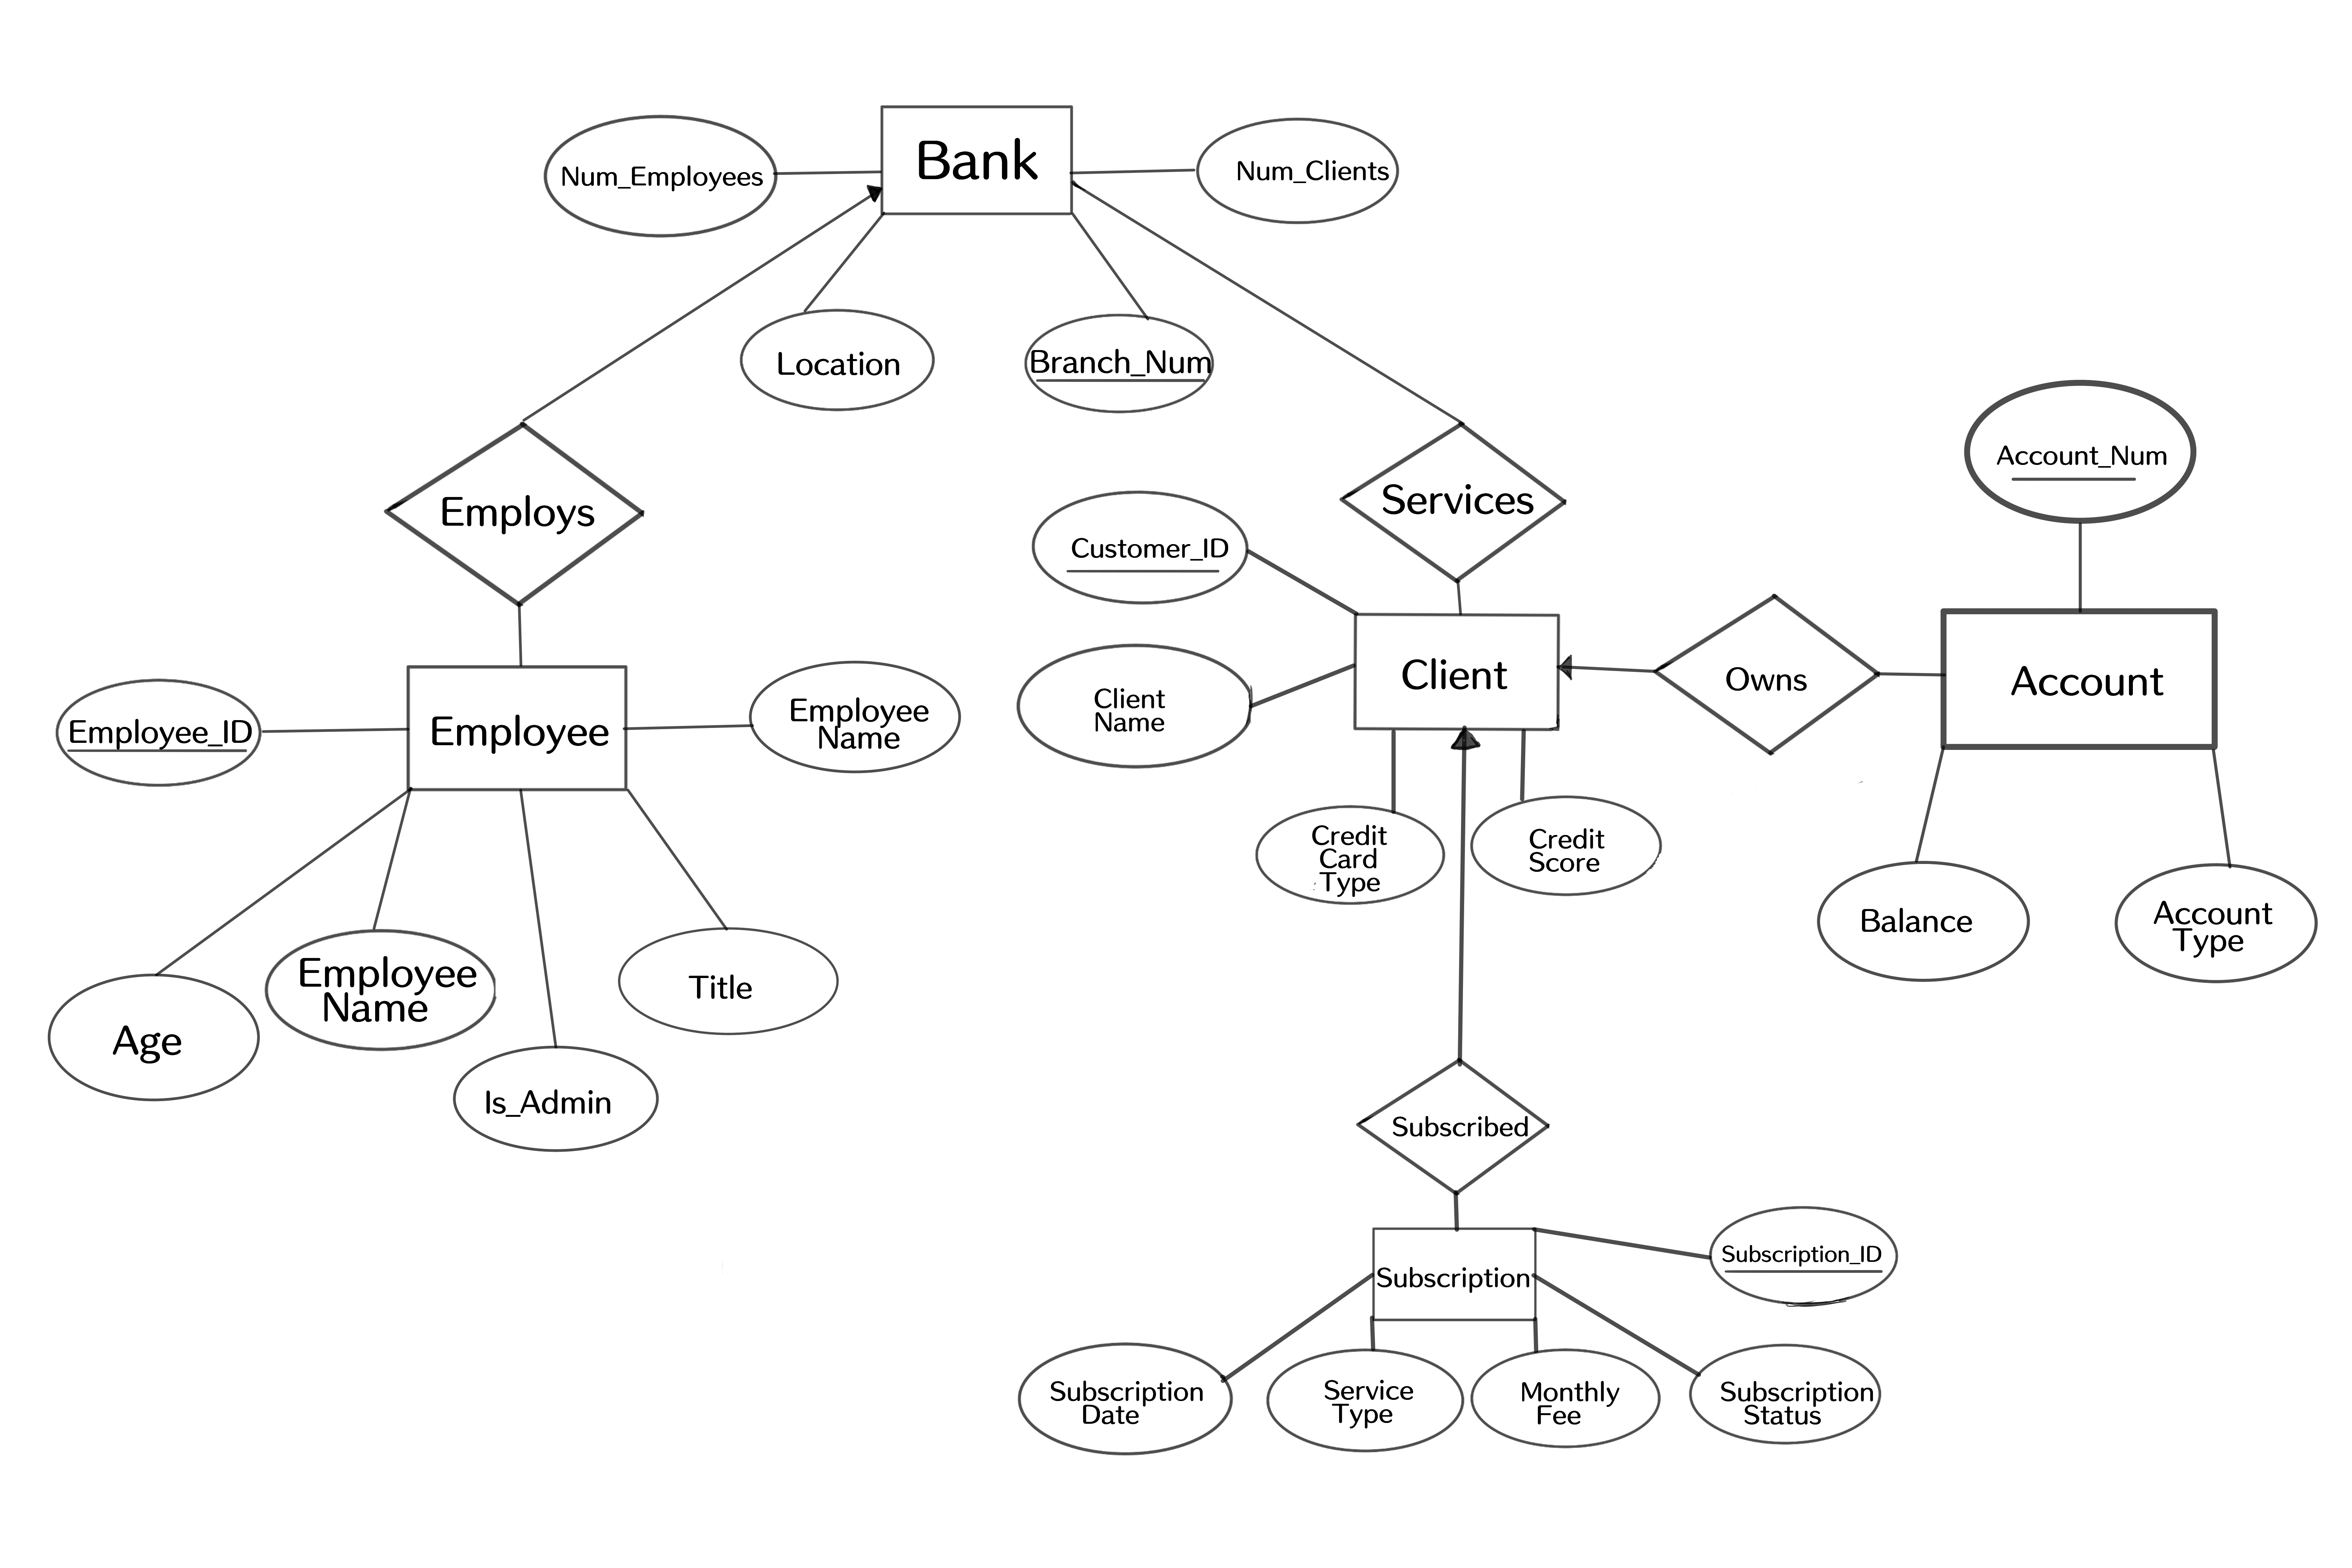 Bank
Num_Employees
Num_Clients
Location
Branch_Num
Employs
Services
Account_Num
Customer_ID
Client
Client
Name
Owns
Account
Employee_ID
Employee
Employee
Name
Credit
Card
Type
Credit
Score
Balance
Account
Type
Age
Employee
Name
Is_Admin
Title
Subscribed
Subscription
Subscription_ID
Subscription
Date
Service
Type
Monthly
Fee
Subscription
Status